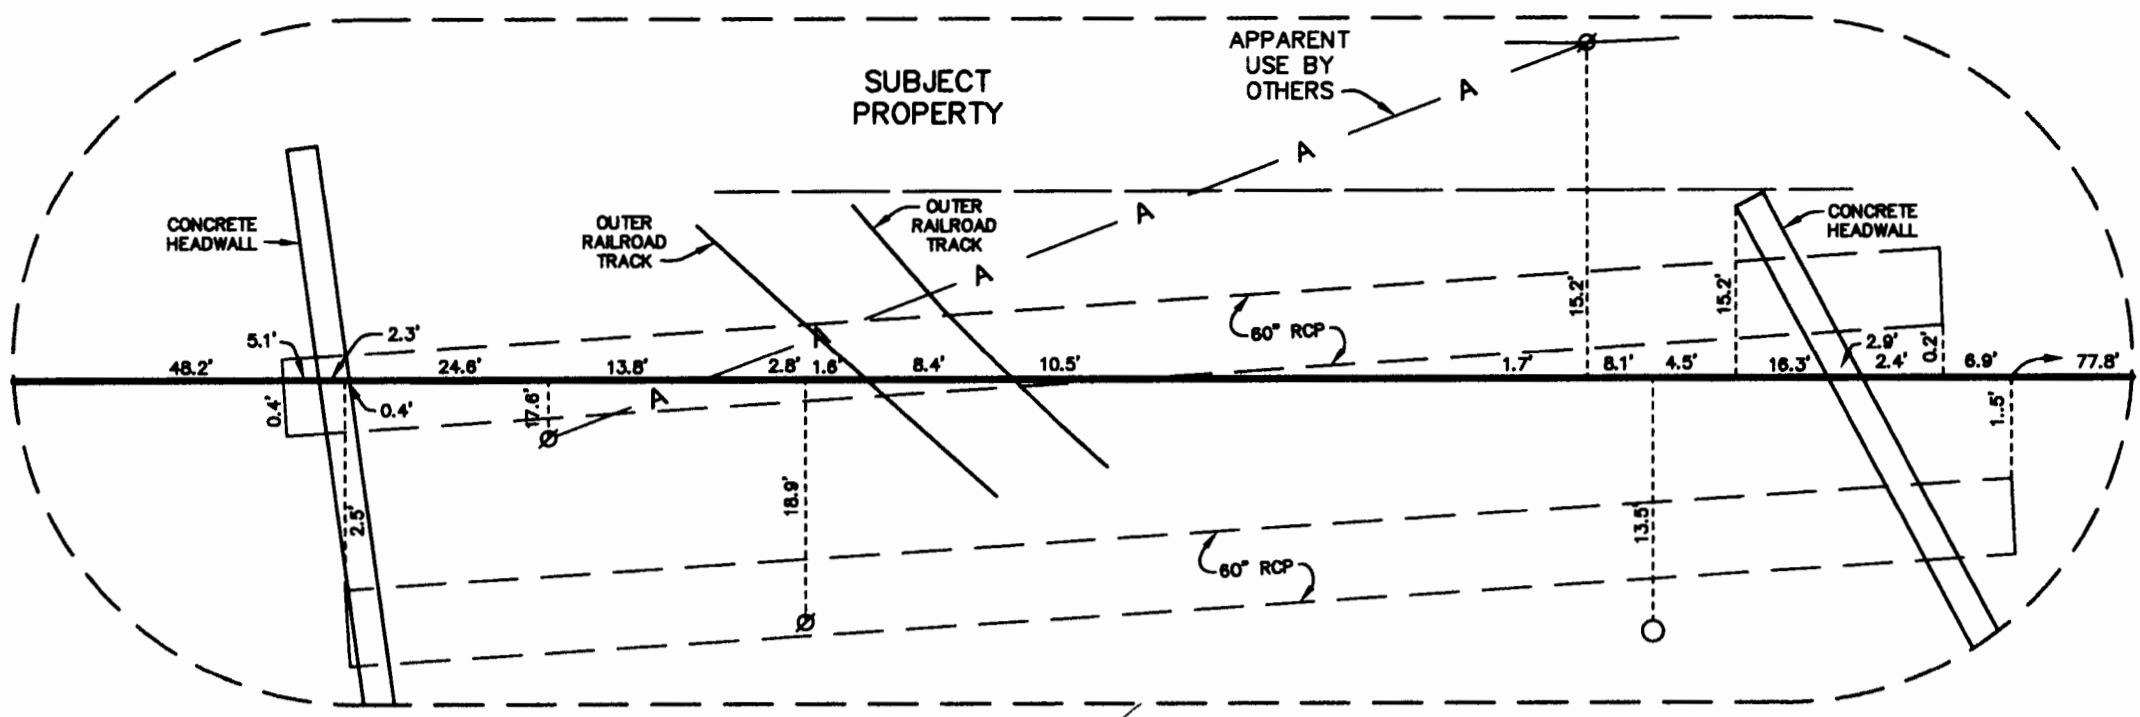 APPARENT
USE BY
OTHERS
SUBJECT
PROPERTY
A
A
A
A
A
A
CONCRETE
HEADWALL
OUTER
RAILROAD
TRACK
OUTER
RAILROAD
TRACK
CONCRETE
HEADWALL
15.2'
15.2'
60" RCP
5.1'
2.3'
48.2'
24.6'
13.8'
2.8'
1.6'
8.4'
10.5'
1.7'
8.1'
4.5'
16.3'
2.9'
2.4'
0.2'
6.9'
77.8'
0.4'
0.4'
17.6'
1..5'
2.5'
18.9'
13.5'
60" RCP